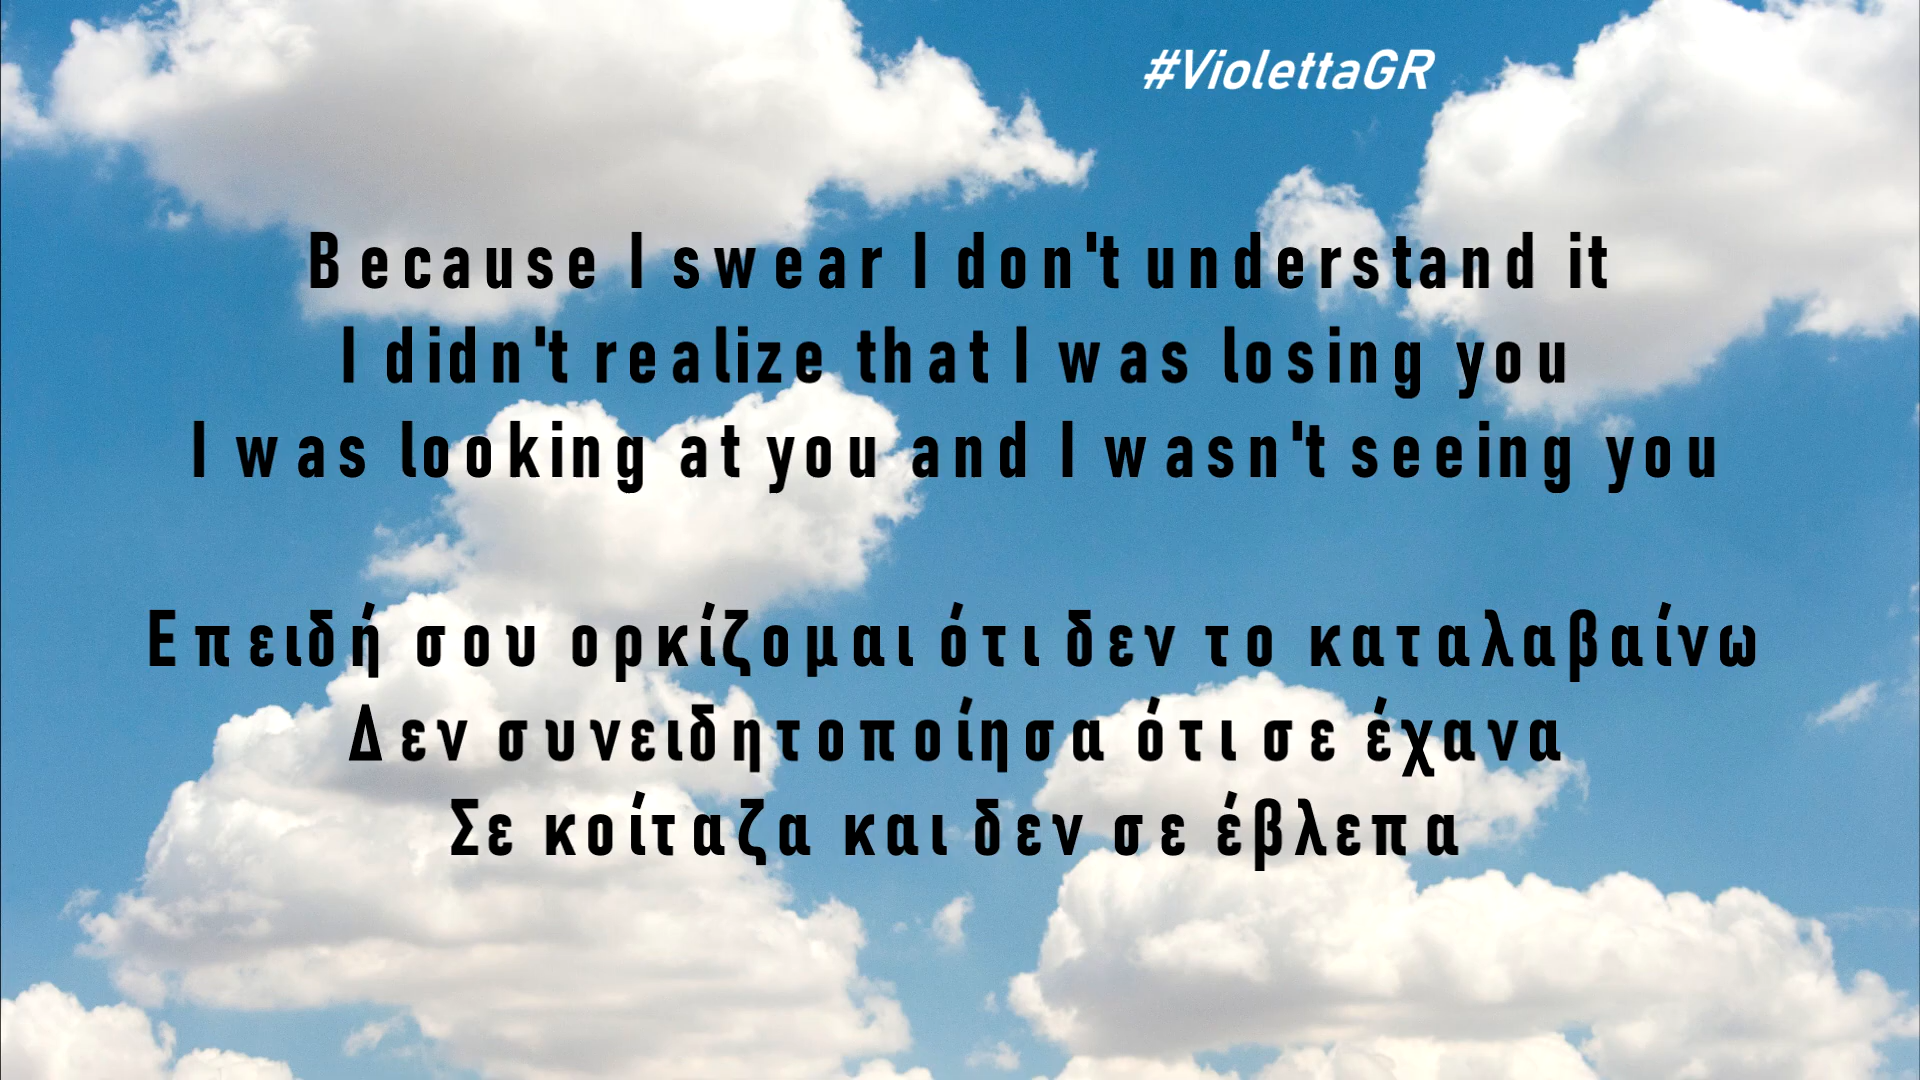 #ViolettaGR
Because I swear I don't understand it
I didn't realize that I was losing you
I was looking at you and I wasn't seeing you
Επειδή σου ορκίζομαι ότι δεν το καταλαβαίνω
Δεν συνειδητοποίησα ότι σε έχανα
Σε κοίταζα και δεν σε έβλεπα